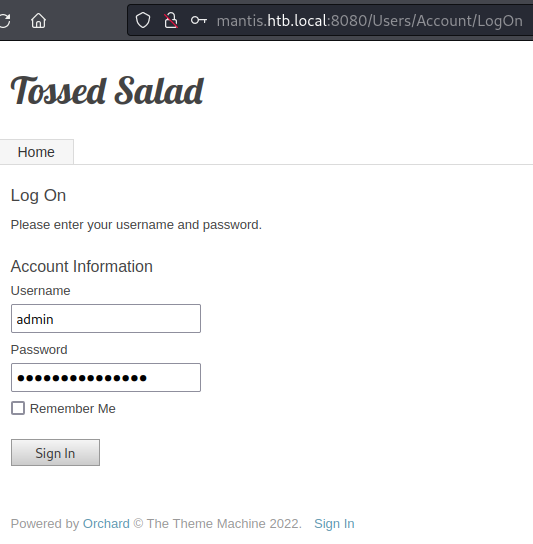 mantis.htb.local:8080/Users/Account/LogOn
Tossed Salad
Home
Log On
Please enter your username and password.
Account Information
Username
admin
Password
●●●●●●●●●●●●●●●
Remember Me
Sign In
Powered by Orchard © The Theme Machine 2022. Sign In